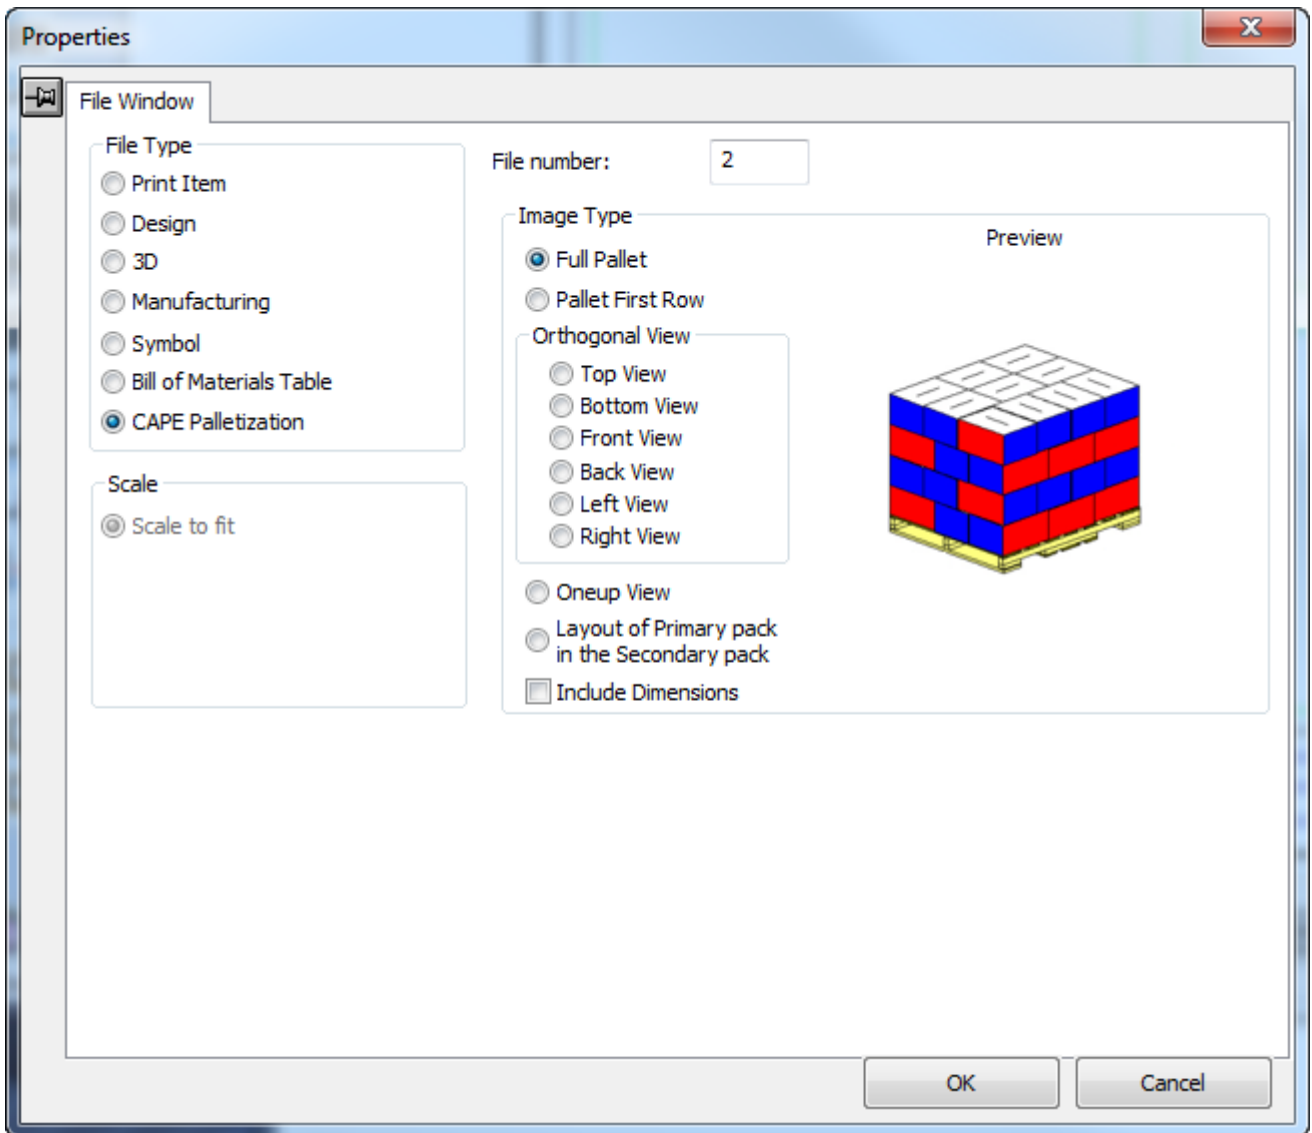 Properties
File Window
File Type
Print Item
Design
3D
Manufacturing
Symbol
Bill of Materials Table
CAPE Palletization
Scale
Scale to fit
File number: 2
Image Type
Full Pallet
Pallet First Row
Orthogonal View
Top View
Bottom View
Front View
Back View
Left View
Right View
Oneup View
Layout of Primary pack
in the Secondary pack
Include Dimensions
Preview
OK
Cancel